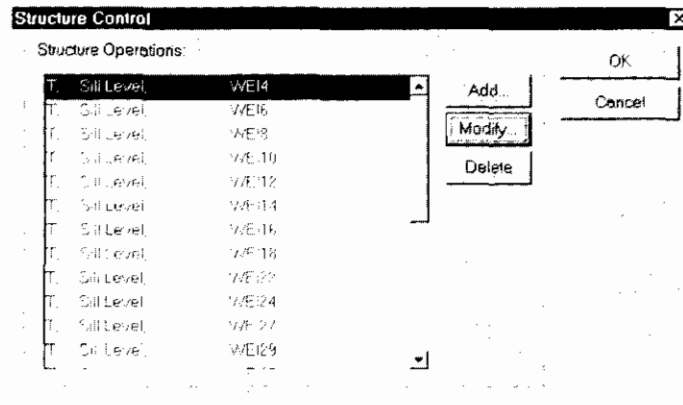 Structure Control
Structure Operations:
T, Sill Level, WEI4
T, Sill Level, WEI6
T, Sill Level, WEI8
T, Sill Level, WEI10
T, Sill Level, WEI12
T, Sill Level, WEI14
T, Sill Level, WEI16
T, Sill Level, WEI18
T, Sill Level, WEI22
T, Sill Level, WEI24
T, Sill Level, WEI27
T, Sill Level, WEI29
Add...
Modify...
Delete
OK
Cancel